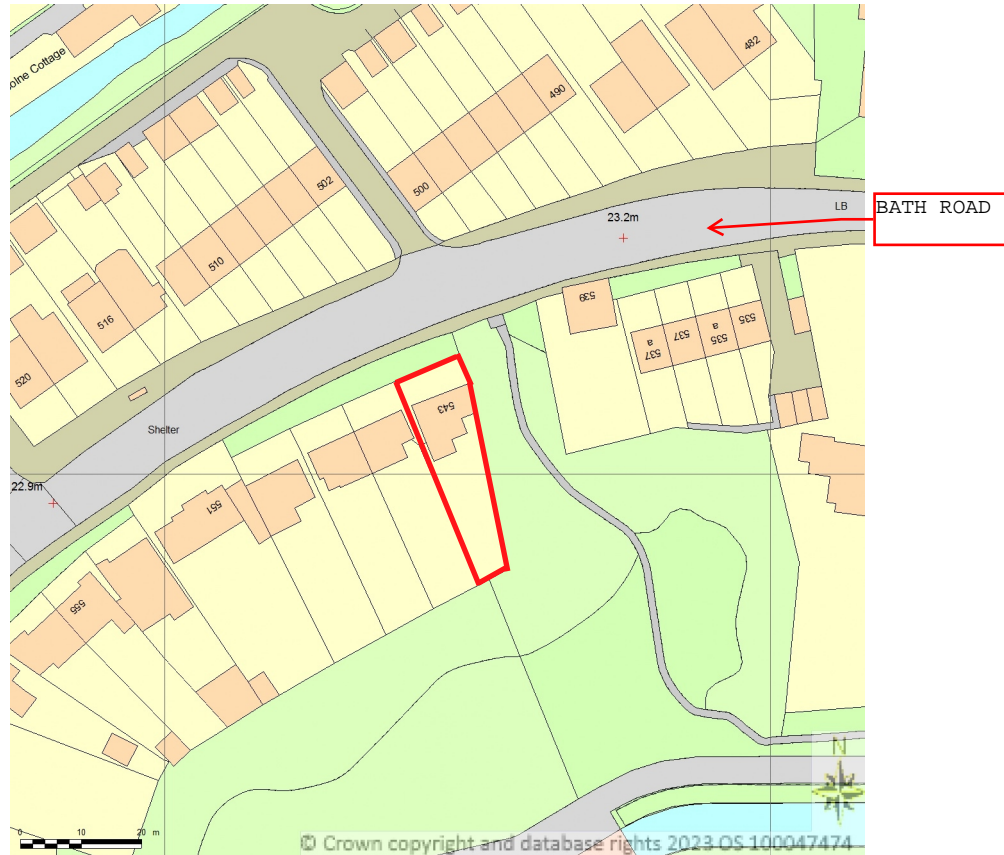 olne Cottage
482
490
502
500
23.2m
LB
BATH ROAD
510
516
539
535
535
a
537
537
a
520
543
Shelter
22.9m
551
555
N
0 10 20 m
© Crown copyright and database rights 2023 OS 100047474